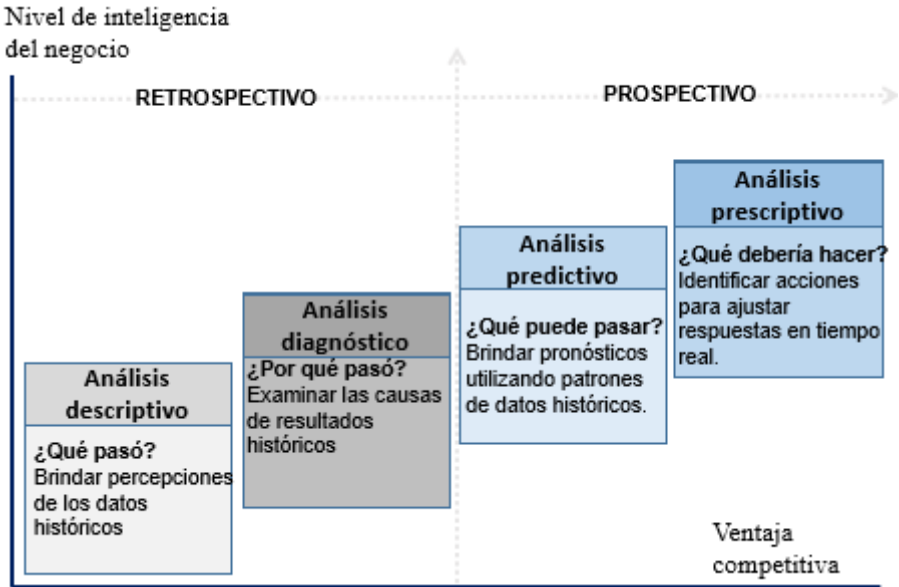 Nivel de inteligencia
del negocio
RETROSPECTIVO
PROSPECTIVO
Análisis
descriptivo
¿Qué pasó?
Brindar percepciones
de los datos
históricos
Análisis
diagnóstico
¿Por qué pasó?
Examinar las causas
de resultados
históricos
Análisis
predictivo
¿Qué puede pasar?
Brindar pronósticos
utilizando patrones
de datos históricos.
Análisis
prescriptivo
¿Qué debería hacer?
Identificar acciones
para ajustar
respuestas en tiempo
real.
Ventaja
competitiva